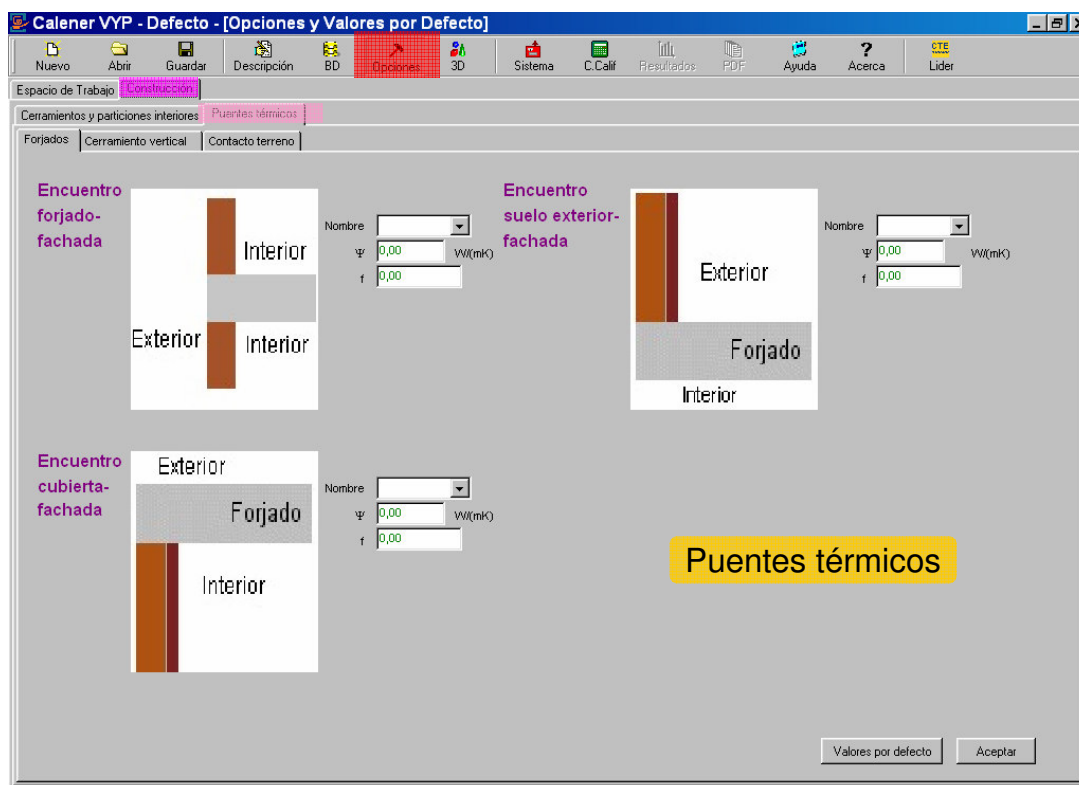 Calener VYP - Defecto - [Opciones y Valores por Defecto]
Nuevo Abrir Guardar Descripción BD Opciones 3D Sistema C.Calif Resultados PDF Ayuda Acerca CTE Lider
Espacio de Trabajo Construcción
Cerramientos y particiones interiores Puentes térmicos
Forjados Cerramiento vertical Contacto terreno
Encuentro
forjado-
fachada
Interior
Exterior
Interior
Nombre
Ψ 0,00 W/(mK)
f 0,00
Encuentro
suelo exterior-
fachada
Exterior
Forjado
Interior
Nombre
Ψ 0,00 W/(mK)
f 0,00
Encuentro
cubierta-
fachada
Exterior
Forjado
Interior
Nombre
Ψ 0,00 W/(mK)
f 0,00
Puentes térmicos
Valores por defecto Aceptar